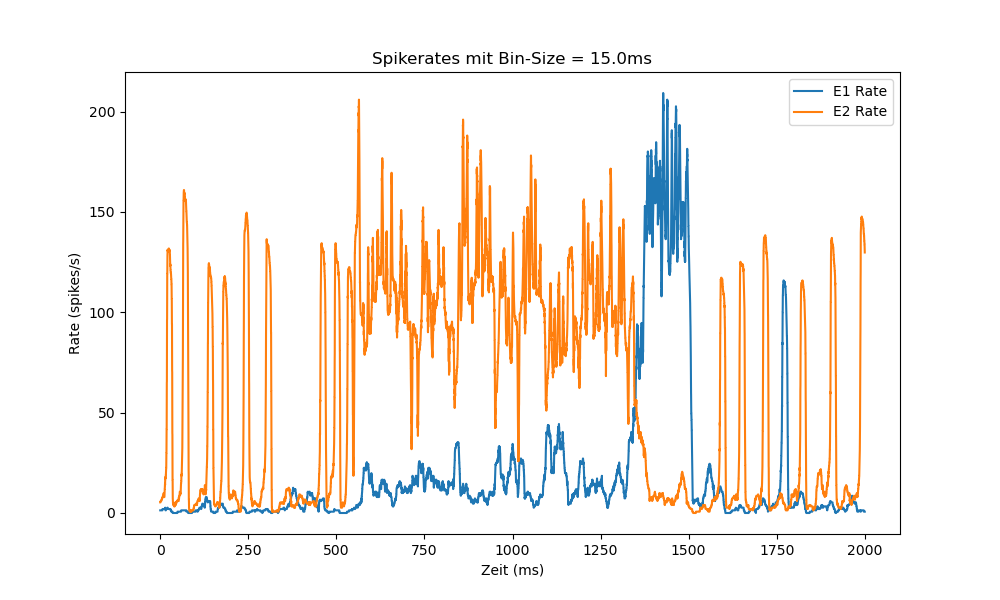 Spikerates mit Bin-Size = 15.0ms
E1 Rate
E2 Rate
Rate (spikes/s)
200
150
100
50
0
0 250 500 750 1000 1250 1500 1750 2000
Zeit (ms)